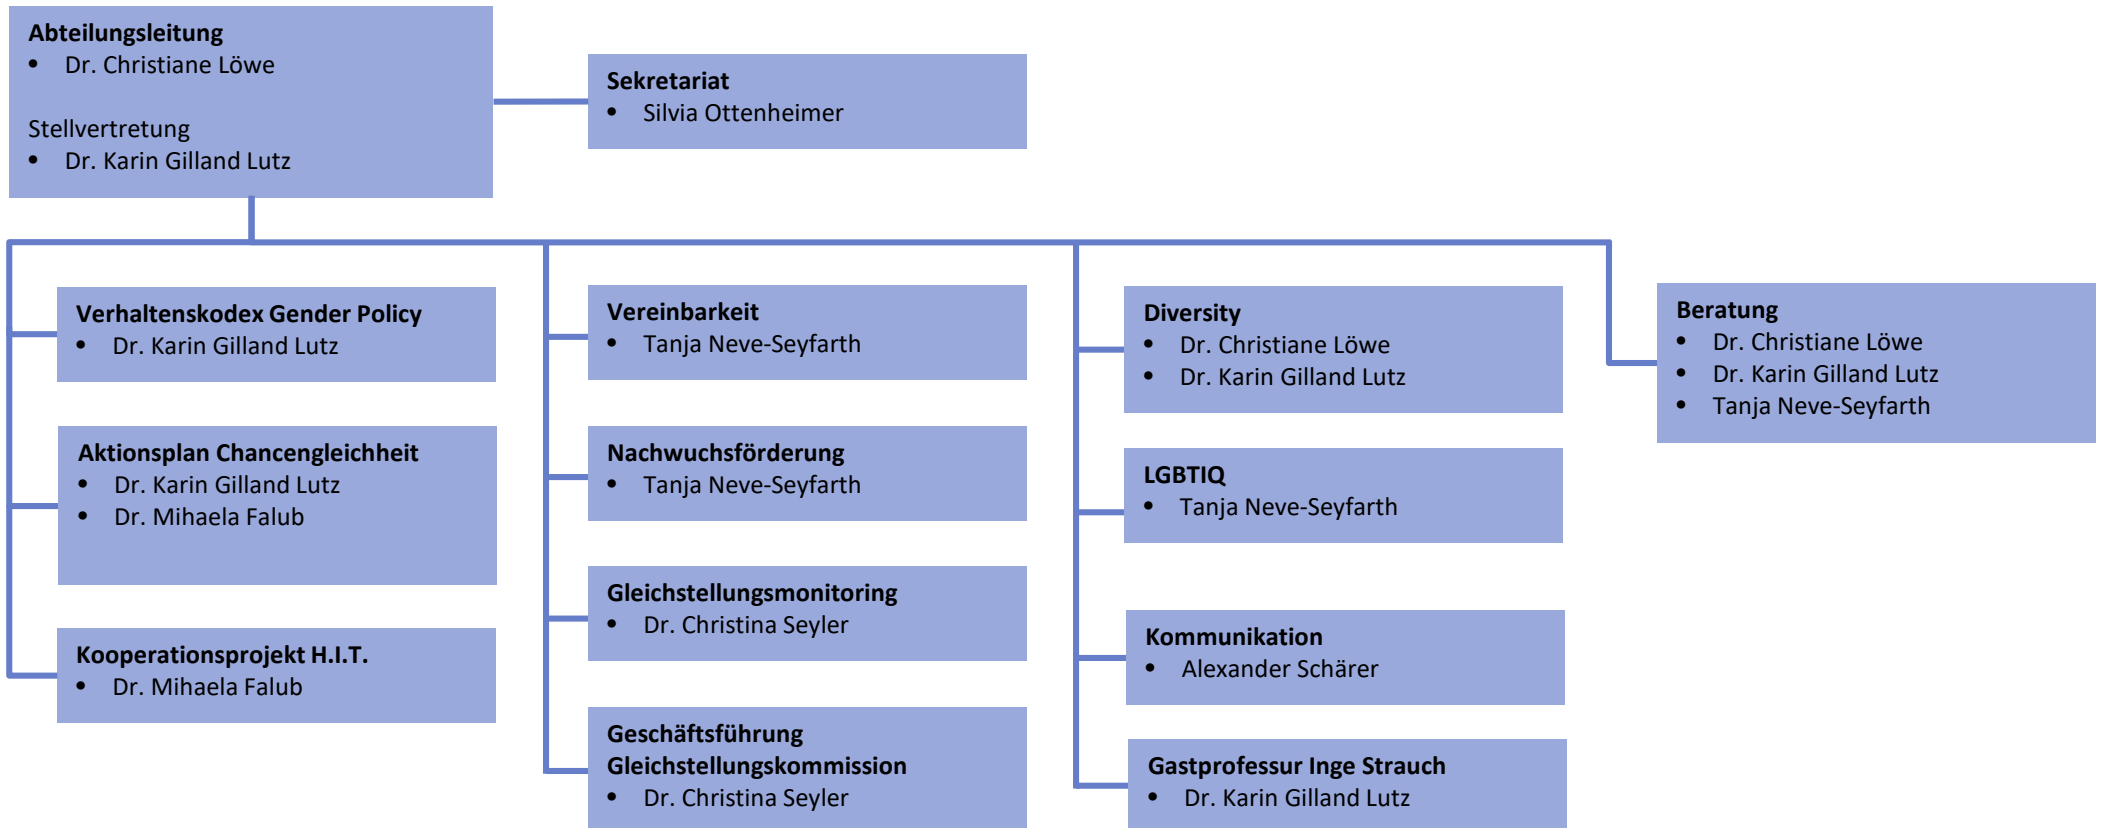 Abteilungsleitung
• Dr. Christiane Löwe
Stellvertretung
• Dr. Karin Gilland Lutz
Sekretariat
• Silvia Ottenheimer
Verhaltenskodex Gender Policy
• Dr. Karin Gilland Lutz
Aktionsplan Chancengleichheit
• Dr. Karin Gilland Lutz
• Dr. Mihaela Falub
Kooperationsprojekt H.I.T.
• Dr. Mihaela Falub
Vereinbarkeit
• Tanja Neve-Seyfarth
Nachwuchsförderung
• Tanja Neve-Seyfarth
Gleichstellungsmonitoring
• Dr. Christina Seyler
Geschäftsführung
Gleichstellungskommission
• Dr. Christina Seyler
Diversity
• Dr. Christiane Löwe
• Dr. Karin Gilland Lutz
LGBTIQ
• Tanja Neve-Seyfarth
Kommunikation
• Alexander Schärer
Gastprofessur Inge Strauch
• Dr. Karin Gilland Lutz
Beratung
• Dr. Christiane Löwe
• Dr. Karin Gilland Lutz
• Tanja Neve-Seyfarth